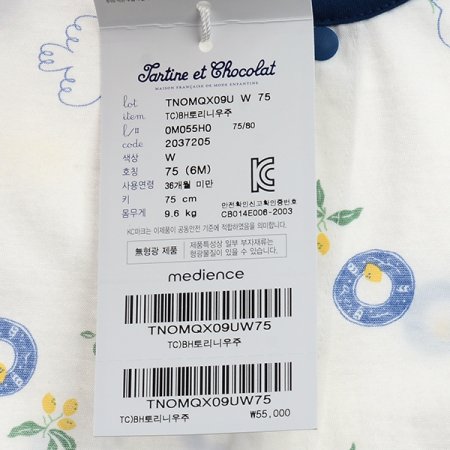 Tartine et Chocolat
MAISON FRANÇAISE DE MODE ENFANTINE
lot TNOMQX09U W 75
item TC)BH토리니우주
l/# 0M055H0 75/80
code 2037205
색상 W
호칭 75 (6M)
사용연령 36개월 미만
키 75 cm
몸무게 9.6 kg
안전확인신고확인증번호
CB014E006-2003
KC마크는 이제품이 공통안전 기준에 적합하였음을 의미합니다.
無형광 제품
제품특성상 일부 부자재류는
형광물질이 있을 수 있습니다.
medience
TNOMQX09UW75
TC)BH토리니우주
TNOMQX09UW75
TC)BH토리니우주 ₩55,000